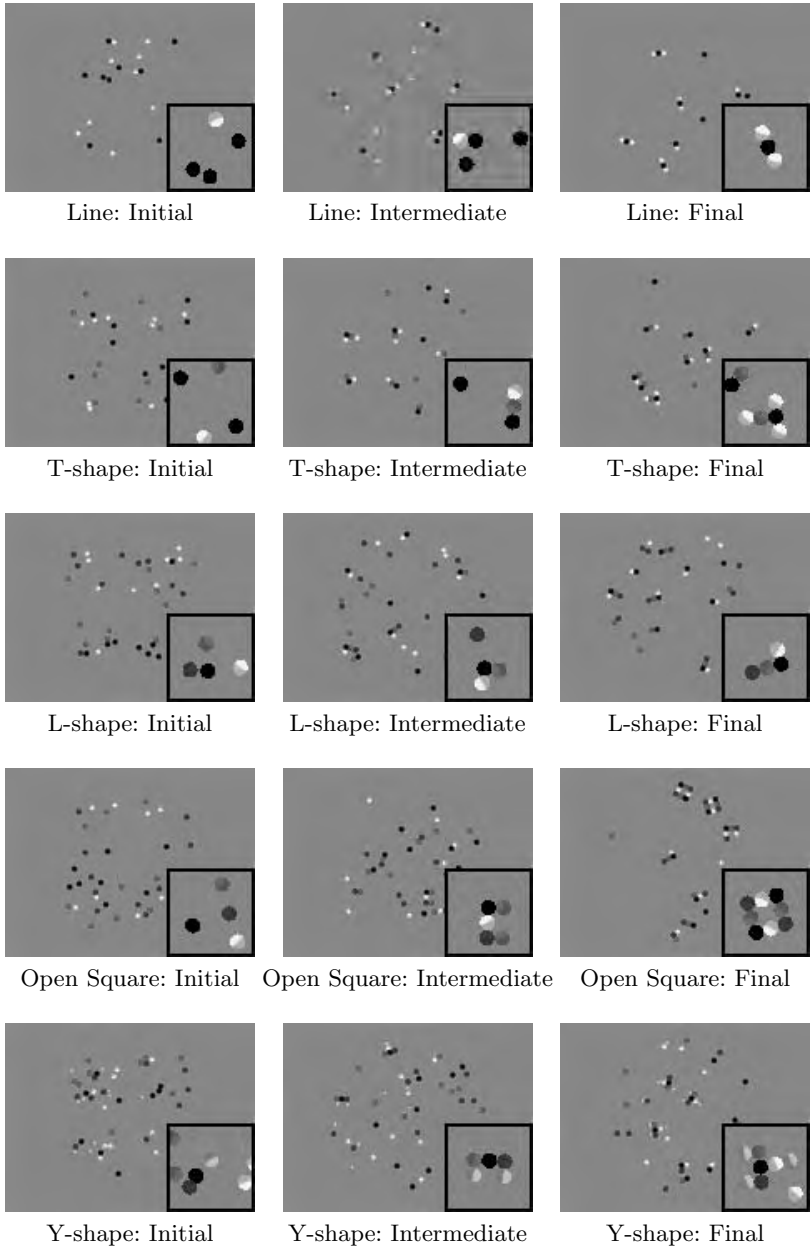 Line: Initial Line: Intermediate Line: Final
T-shape: Initial T-shape: Intermediate T-shape: Final
L-shape: Initial L-shape: Intermediate L-shape: Final
Open Square: Initial Open Square: Intermediate Open Square: Final
Y-shape: Initial Y-shape: Intermediate Y-shape: Final